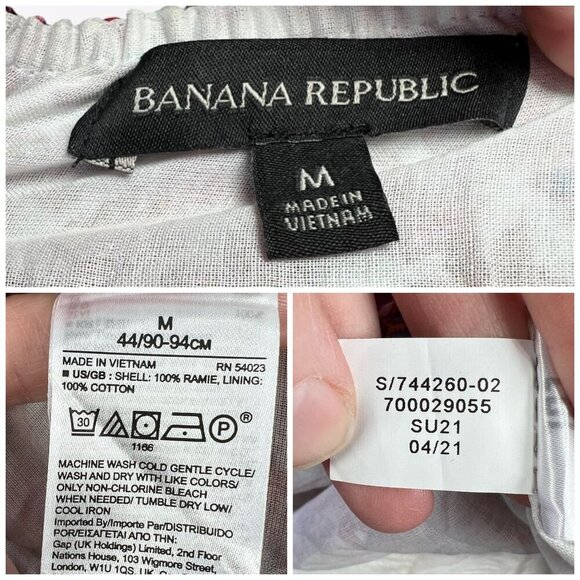 BANANA REPUBLIC
M
MADE IN
VIETNAM
M
44/90-94CM
MADE IN VIETNAM RN 54023
■ US/GB : SHELL: 100% RAMIE, LINING:
100% COTTON
30 P ®
1166
MACHINE WASH COLD GENTLE CYCLE/
WASH AND DRY WITH LIKE COLORS/
ONLY NON-CHLORINE BLEACH
WHEN NEEDED/ TUMBLE DRY LOW/
COOL IRON
Imported By/Importe Par/DISTRIBUIDO
POR/ΕΙΣΑΓΕΤΑΙ ΑΠΟ ΤΗΝ:
Gap (UK Holdings) Limited, 2nd Floor
Nations House, 103 Wigmore Street,
London, W1U 1QS, UK
S/744260-02
700029055
SU21
04/21